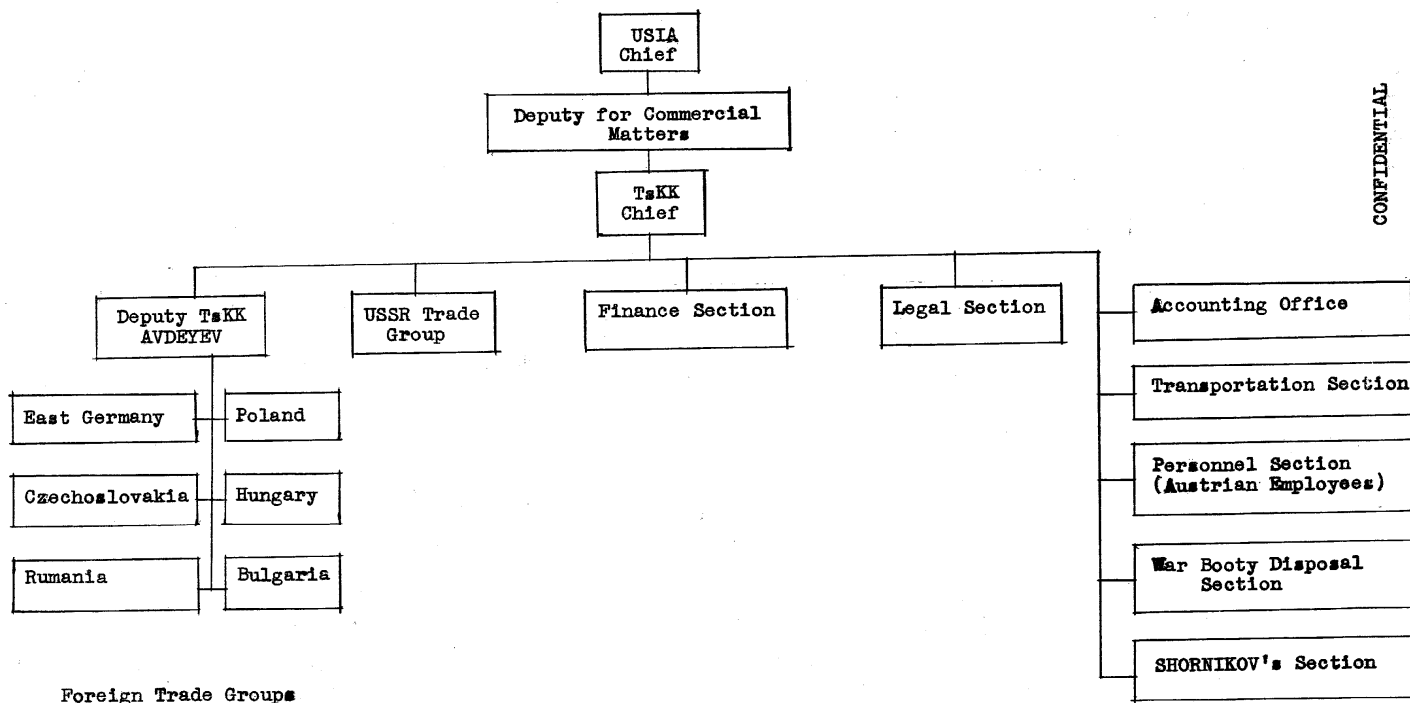 USIA
Chief
Deputy for Commercial
Matters
TsKK
Chief
CONFIDENTIAL
Deputy TsKK
AVDEYEV
USSR Trade
Group
Finance Section
Legal Section
Accounting Office
Transportation Section
Personnel Section
(Austrian Employees)
War Booty Disposal
Section
SHORNIKOV's Section
East Germany
Poland
Czechoslovakia
Hungary
Rumania
Bulgaria
Foreign Trade Groups